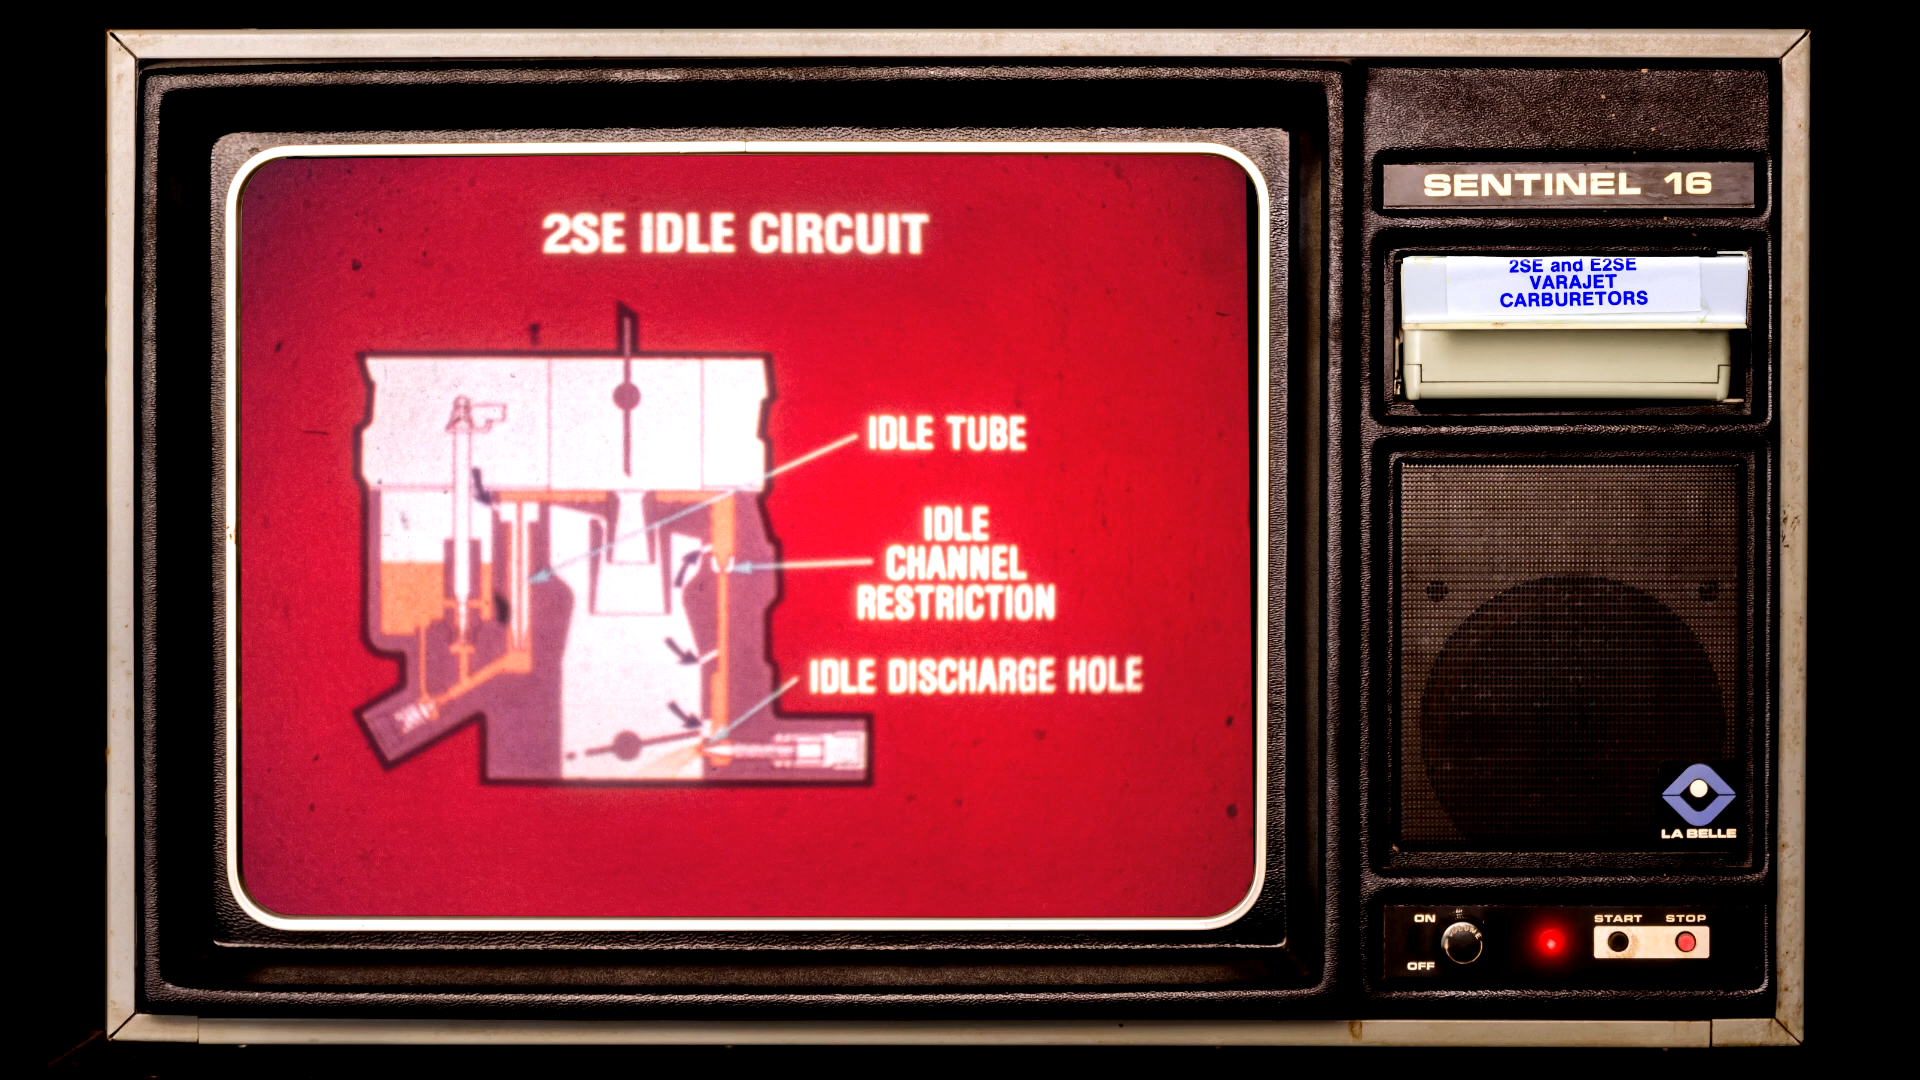 2SE IDLE CIRCUIT
IDLE TUBE
IDLE
CHANNEL
RESTRICTION
IDLE DISCHARGE HOLE
SENTINEL 16
2SE and E2SE
VARAJET
CARBURETORS
LA BELLE
ON
OFF
VOLUME
START
STOP